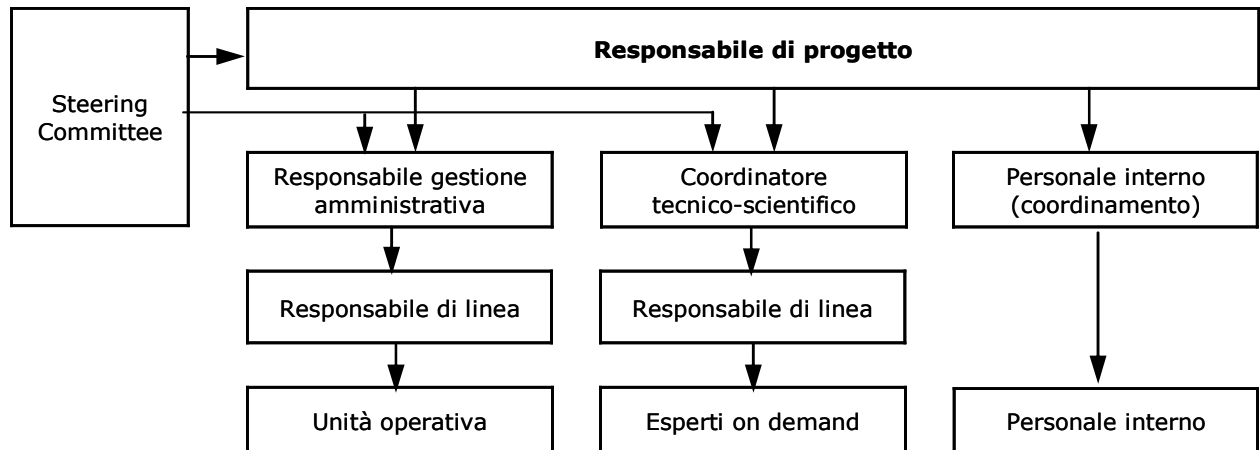 Responsabile di progetto
Steering
Committee
Responsabile gestione
amministrativa
Coordinatore
tecnico-scientifico
Personale interno
(coordinamento)
Responsabile di linea
Responsabile di linea
Unità operativa
Esperti on demand
Personale interno